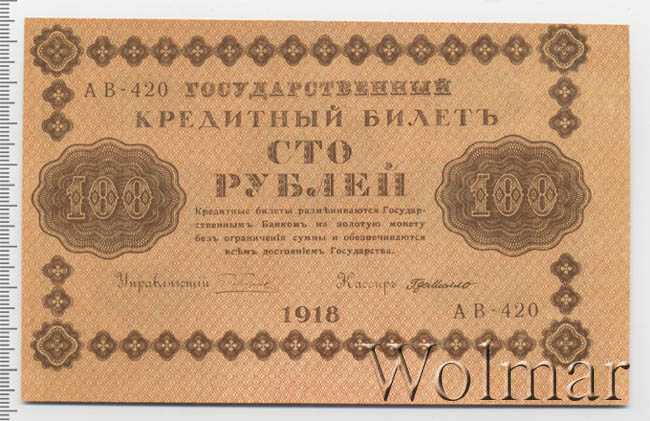 АВ-420 ГОСУДАРСТВЕННЫЙ
КРЕДИТНЫЙ БИЛЕТЪ
СТО
РУБЛЕЙ
100 100
Кредитные билеты размѣниваются Государ-
ственнымъ Банкомъ на золотую монету
безъ ограниченія суммы и обезпечиваются
всѣмъ достояніемъ Государства.
Управляющій Кассиръ
1918 АВ-420
Wolmar